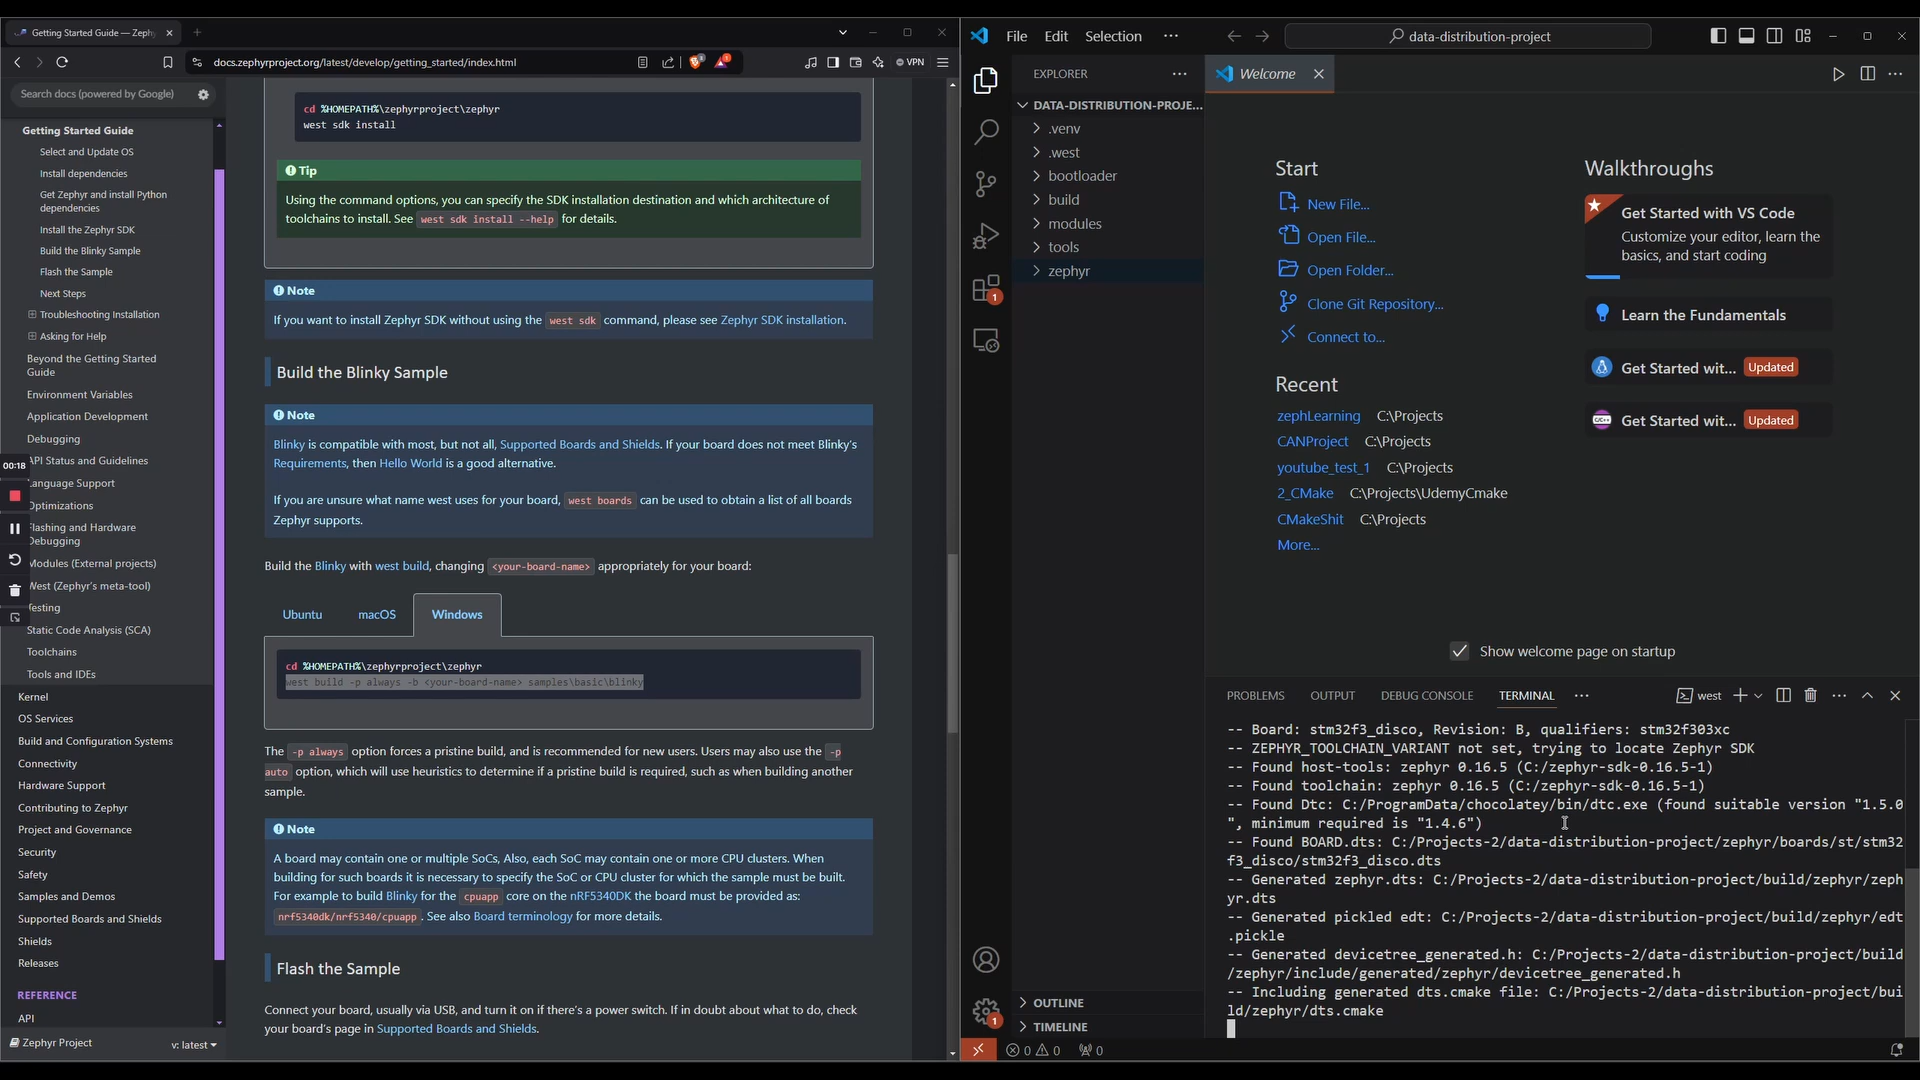 Getting Started Guide — Zeph
docs.zephyrproject.org/latest/develop/getting_started/index.html
VPN
Search docs (powered by Google)
Getting Started Guide
Select and Update OS
Install dependencies
Get Zephyr and install Python
dependencies
Install the Zephyr SDK
Build the Blinky Sample
Flash the Sample
Next Steps
Troubleshooting Installation
Asking for Help
Beyond the Getting Started
Guide
Environment Variables
Application Development
Debugging
00:18
API Status and Guidelines
Language Support
Optimizations
Flashing and Hardware
Debugging
Modules (External projects)
West (Zephyr's meta-tool)
Testing
Static Code Analysis (SCA)
Toolchains
Tools and IDEs
Kernel
OS Services
Build and Configuration Systems
Connectivity
Hardware Support
Contributing to Zephyr
Project and Governance
Security
Safety
Samples and Demos
Supported Boards and Shields
Shields
Releases
REFERENCE
API
Zephyr Project
v: latest
cd %HOMEPATH%\zephyrproject\zephyr
west sdk install
Tip
Using the command options, you can specify the SDK installation destination and which architecture of
toolchains to install. See west sdk install --help for details.
Note
If you want to install Zephyr SDK without using the west sdk command, please see Zephyr SDK installation.
Build the Blinky Sample
Note
Blinky is compatible with most, but not all, Supported Boards and Shields. If your board does not meet Blinky's
Requirements, then Hello World is a good alternative.
If you are unsure what name west uses for your board, west boards can be used to obtain a list of all boards
Zephyr supports.
Build the Blinky with west build, changing <your-board-name> appropriately for your board:
Ubuntu macOS Windows
cd %HOMEPATH%\zephyrproject\zephyr
west build -p always -b <your-board-name> samples\basic\blinky
The -p always option forces a pristine build, and is recommended for new users. Users may also use the -p
auto option, which will use heuristics to determine if a pristine build is required, such as when building another
sample.
Note
A board may contain one or multiple SoCs, Also, each SoC may contain one or more CPU clusters. When
building for such boards it is necessary to specify the SoC or CPU cluster for which the sample must be built.
For example to build Blinky for the cpuapp core on the nRF5340DK the board must be provided as:
nrf5340dk/nrf5340/cpuapp. See also Board terminology for more details.
Flash the Sample
Connect your board, usually via USB, and turn it on if there's a power switch. If in doubt about what to do, check
your board's page in Supported Boards and Shields.
File Edit Selection
data-distribution-project
EXPLORER
DATA-DISTRIBUTION-PROJE...
.venv
.west
bootloader
build
modules
tools
zephyr
OUTLINE
TIMELINE
1
1
Welcome
Start
New File...
Open File...
Open Folder...
Clone Git Repository...
Connect to...
Recent
zephLearning C:\Projects
CANProject C:\Projects
youtube_test_1 C:\Projects
2_CMake C:\Projects\UdemyCmake
CMakeShit C:\Projects
More...
Walkthroughs
Get Started with VS Code
Customize your editor, learn the
basics, and start coding
Learn the Fundamentals
Get Started wit... Updated
Get Started wit... Updated
Show welcome page on startup
PROBLEMS OUTPUT DEBUG CONSOLE TERMINAL
west
-- Board: stm32f3_disco, Revision: B, qualifiers: stm32f303xc
-- ZEPHYR_TOOLCHAIN_VARIANT not set, trying to locate Zephyr SDK
-- Found host-tools: zephyr 0.16.5 (C:/zephyr-sdk-0.16.5-1)
-- Found toolchain: zephyr 0.16.5 (C:/zephyr-sdk-0.16.5-1)
-- Found Dtc: C:/ProgramData/chocolatey/bin/dtc.exe (found suitable version "1.5.0
", minimum required is "1.4.6")
-- Found BOARD.dts: C:/Projects-2/data-distribution-project/zephyr/boards/st/stm32
f3_disco/stm32f3_disco.dts
-- Generated zephyr.dts: C:/Projects-2/data-distribution-project/build/zephyr/zeph
yr.dts
-- Generated pickled edt: C:/Projects-2/data-distribution-project/build/zephyr/edt
.pickle
-- Generated devicetree_generated.h: C:/Projects-2/data-distribution-project/build
/zephyr/include/generated/zephyr/devicetree_generated.h
-- Including generated dts.cmake file: C:/Projects-2/data-distribution-project/bui
ld/zephyr/dts.cmake
0 0 0